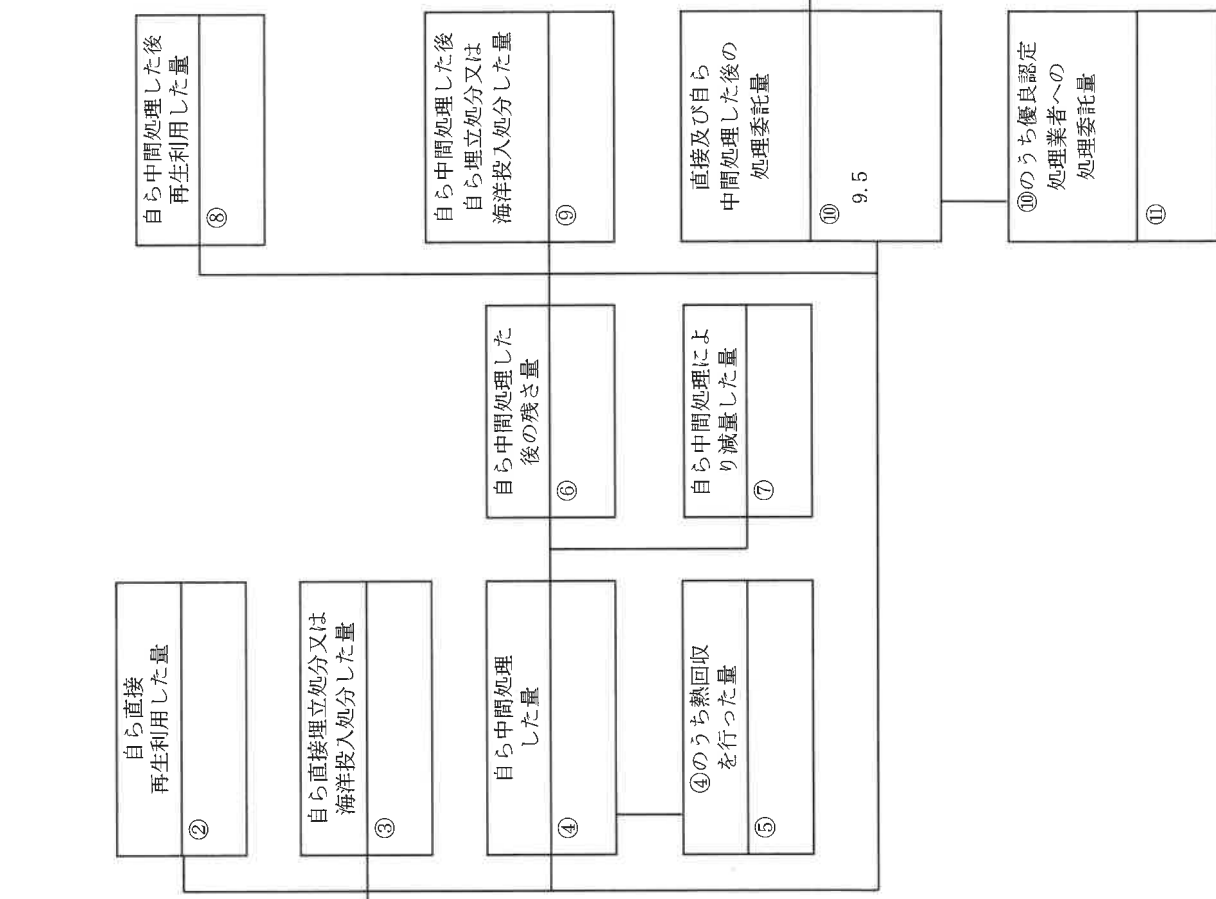 自ら直接
再生利用した量
②
自ら直接埋立処分又は
海洋投入処分した量
③
自ら中間処理
した量
④
④のうち熱回収
を行った量
⑤
自ら中間処理した
後の残さ量
⑥
自ら中間処理によ
り減量した量
⑦
自ら中間処理した後
再生利用した量
⑧
自ら中間処理した後
自ら埋立処分又は
海洋投入処分した量
⑨
直接及び自ら
中間処理した後の
処理委託量
⑩
9.5
⑩のうち優良認定
処理業者への
処理委託量
⑪